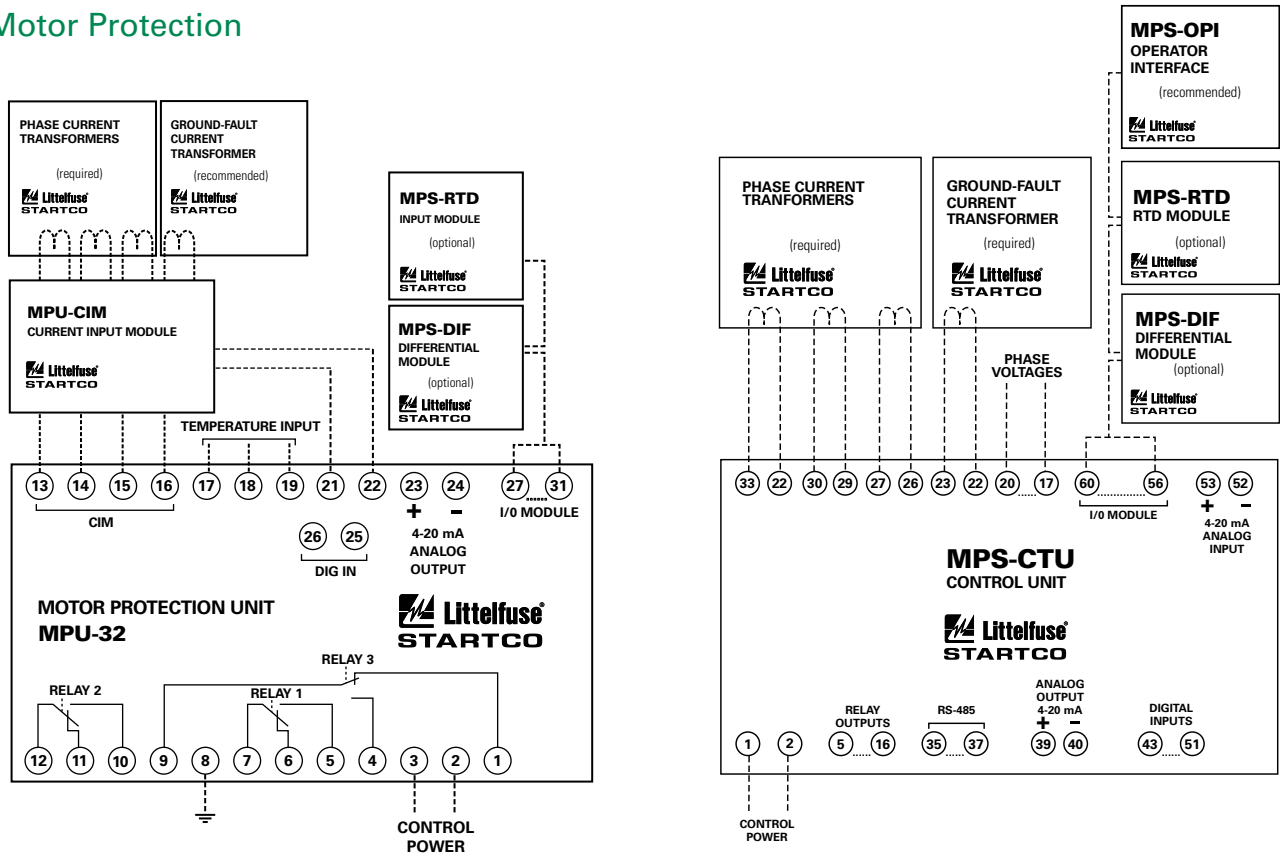 Motor Protection
PHASE CURRENT
TRANSFORMERS
(required)
Littelfuse®
STARTCO
GROUND-FAULT
CURRENT
TRANSFORMER
(recommended)
Littelfuse®
STARTCO
MPU-CIM
CURRENT INPUT MODULE
Littelfuse®
STARTCO
MPS-RTD
INPUT MODULE
(optional)
Littelfuse®
STARTCO
MPS-DIF
DIFFERENTIAL
MODULE
(optional)
Littelfuse®
STARTCO
TEMPERATURE INPUT
13 14 15 16 17 18 19 21 22 23 24 27 ...... 31
CIM
+ −
4-20 mA
ANALOG
OUTPUT
I/0 MODULE
26 25
DIG IN
MOTOR PROTECTION UNIT
MPU-32
Littelfuse®
STARTCO
RELAY 3
RELAY 2
RELAY 1
12 11 10 9 8 7 6 5 4 3 2 1
CONTROL
POWER
MPS-OPI
OPERATOR
INTERFACE
(recommended)
Littelfuse®
STARTCO
MPS-RTD
RTD MODULE
(optional)
Littelfuse®
STARTCO
MPS-DIF
DIFFERENTIAL
MODULE
(optional)
Littelfuse®
STARTCO
PHASE CURRENT
TRANFORMERS
(required)
Littelfuse®
STARTCO
GROUND-FAULT
CURRENT
TRANSFORMER
(required)
Littelfuse®
STARTCO
PHASE
VOLTAGES
33 22 30 29 27 26 23 22 20 ..... 17 60 ............... 56 53 52
I/0 MODULE
+ −
4-20 mA
ANALOG
INPUT
MPS-CTU
CONTROL UNIT
Littelfuse®
STARTCO
RELAY
OUTPUTS
RS-485
ANALOG
OUTPUT
4-20 mA
+ −
DIGITAL
INPUTS
1 2 5 ...... 16 35 ...... 37 39 40 43 ...... 51
CONTROL
POWER